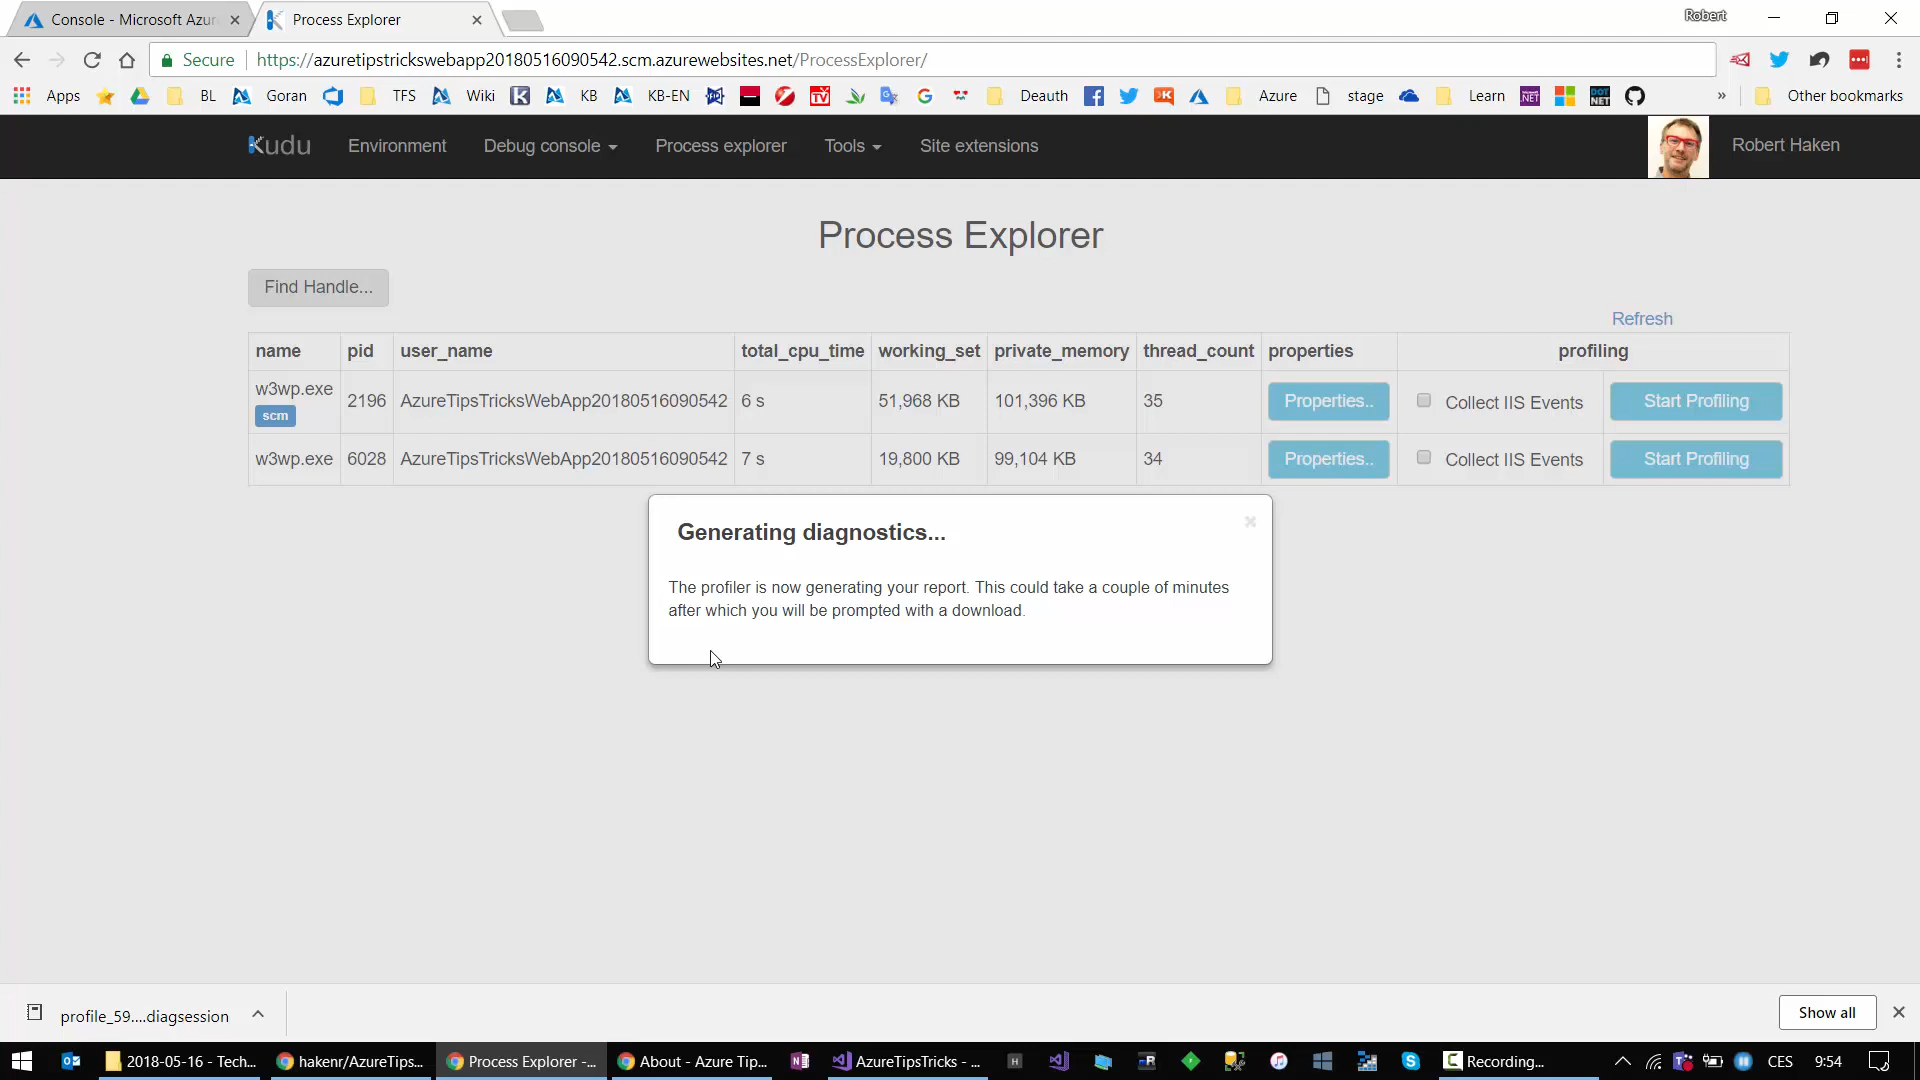 Console - Microsoft Azur
Process Explorer
Robert
Secure
https://azuretipstrickswebapp20180516090542.scm.azurewebsites.net/ProcessExplorer/
Apps
BL
Goran
TFS
Wiki
KB
KB-EN
Deauth
Azure
stage
Learn
»
Other bookmarks
Kudu
Environment
Debug console
Process explorer
Tools
Site extensions
Robert Haken
Process Explorer
Find Handle...
Refresh
name pid user_name total_cpu_time working_set private_memory thread_count properties profiling
w3wp.exe scm 2196 AzureTipsTricksWebApp20180516090542 6 s 51,968 KB 101,396 KB 35 Properties.. Collect IIS Events Start Profiling
w3wp.exe 6028 AzureTipsTricksWebApp20180516090542 7 s 19,800 KB 99,104 KB 34 Properties.. Collect IIS Events Start Profiling
Generating diagnostics...
The profiler is now generating your report. This could take a couple of minutes
after which you will be prompted with a download.
profile_59....diagsession
Show all
2018-05-16 - Tech...
hakenr/AzureTips...
Process Explorer -...
About - Azure Tip...
AzureTipsTricks - ...
Recording...
CES
9:54